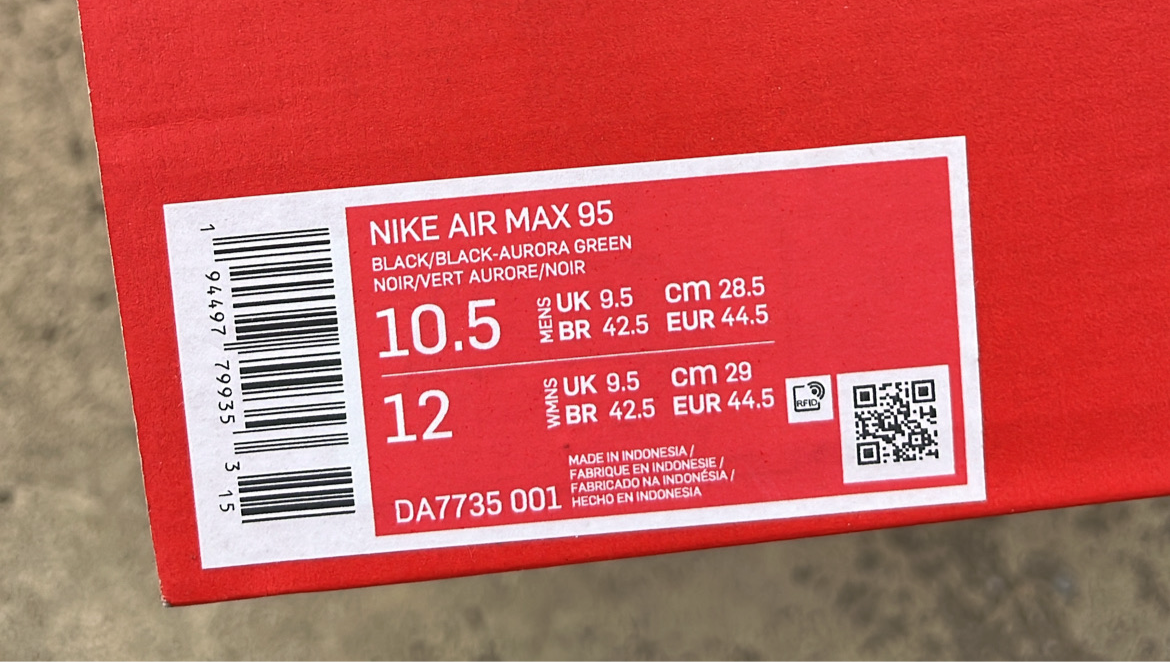 NIKE AIR MAX 95
BLACK/BLACK-AURORA GREEN
NOIR/VERT AURORE/NOIR
10.5 MENS UK 9.5 cm 28.5
BR 42.5 EUR 44.5
12 WMNS UK 9.5 cm 29
BR 42.5 EUR 44.5
RFID
MADE IN INDONESIA /
FABRIQUE EN INDONESIE /
FABRICADO NA INDONÉSIA /
HECHO EN INDONESIA
DA7735 001
1 94497 79935 3 15